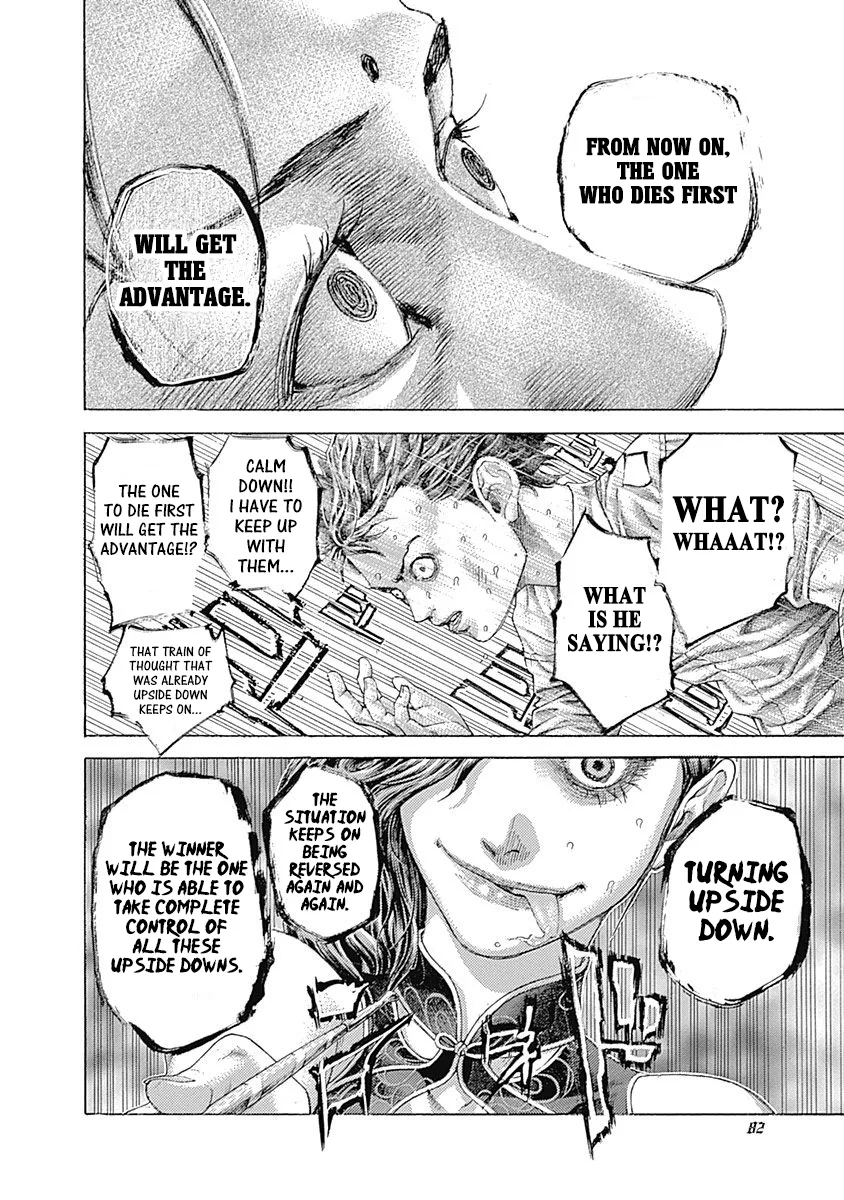 FROM NOW ON,
THE ONE
WHO DIES FIRST
WILL GET
THE
ADVANTAGE.
WHAT?
WHAAAT!?
WHAT
IS HE
SAYING!?
CALM
DOWN!!
I HAVE TO
KEEP UP
WITH
THEM...
THE ONE
TO DIE FIRST
WILL GET THE
ADVANTAGE!?
THAT TRAIN OF
THOUGHT THAT
WAS ALREADY
UPSIDE DOWN
KEEPS ON...
TURNING
UPSIDE
DOWN.
THE
SITUATION
KEEPS ON
BEING
REVERSED
AGAIN AND
AGAIN.
THE WINNER
WILL BE THE ONE
WHO IS ABLE TO
TAKE COMPLETE
CONTROL OF
ALL THESE
UPSIDE DOWNS.
82